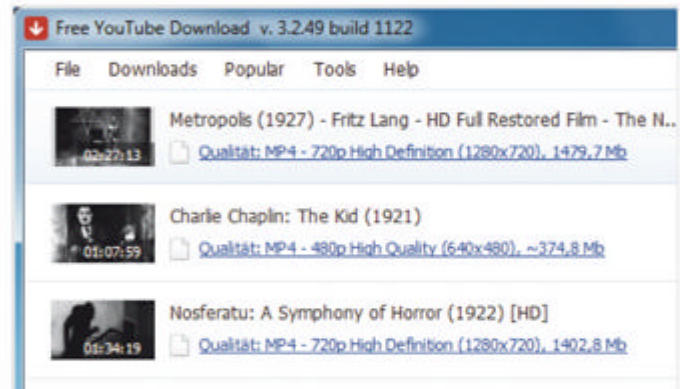 Free YouTube Download v. 3.2.49 build 1122
File Downloads Popular Tools Help
Metropolis (1927) - Fritz Lang - HD Full Restored Film - The N..
02:27:13
Qualität: MP4 - 720p High Definition (1280x720), 1479,7 Mb
Charlie Chaplin: The Kid (1921)
01:07:59
Qualität: MP4 - 480p High Quality (640x480), ~374,8 Mb
Nosferatu: A Symphony of Horror (1922) [HD]
01:34:19
Qualität: MP4 - 720p High Definition (1280x720), 1402,8 Mb